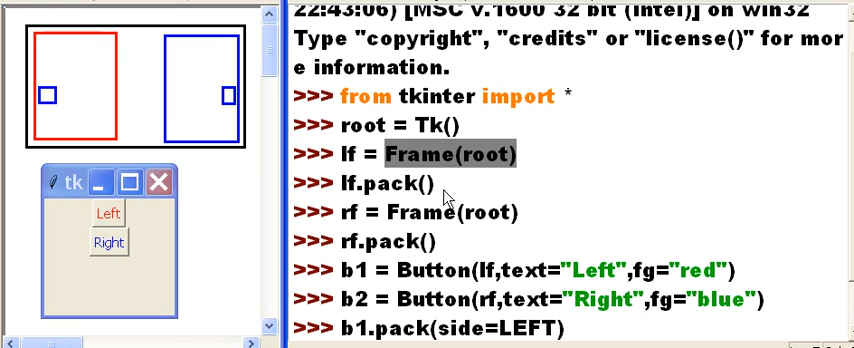 tk
Left
Right
22:43:06) [MSC v.1600 32 bit (Intel)] on win32
Type "copyright", "credits" or "license()" for mor
e information.
>>> from tkinter import *
>>> root = Tk()
>>> lf = Frame(root)
>>> lf.pack()
>>> rf = Frame(root)
>>> rf.pack()
>>> b1 = Button(lf,text="Left",fg="red")
>>> b2 = Button(rf,text="Right",fg="blue")
>>> b1.pack(side=LEFT)